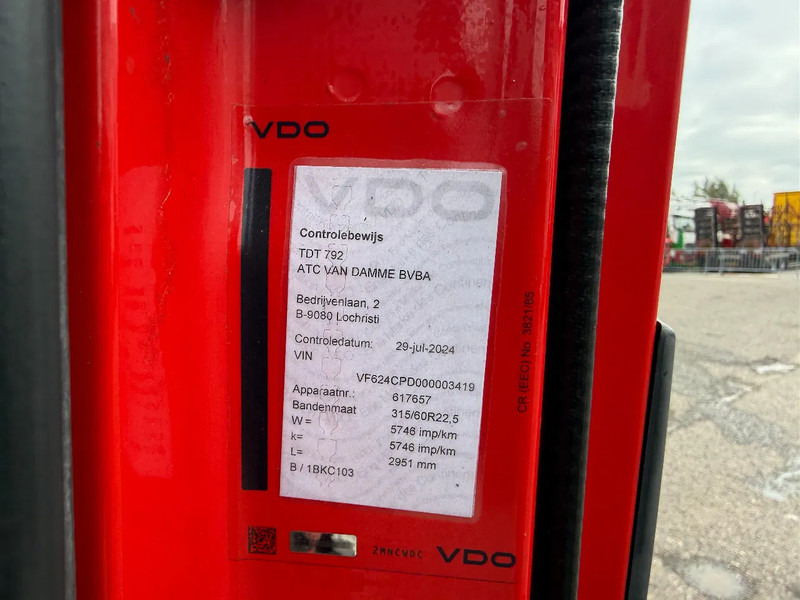 VDO
VDO
Controlebewijs
TDT 792
ATC VAN DAMME BVBA
Bedrijvenlaan, 2
B-9080 Lochristi
Controledatum: 29-jul-2024
VIN
VF624CPD000003419
Apparaatnr.: 617657
Bandenmaat 315/60R22,5
W = 5746 imp/km
k= 5746 imp/km
L= 2951 mm
B / 1BKC103
CR (EEC) No. 3821/85
2MNCWDC VDO